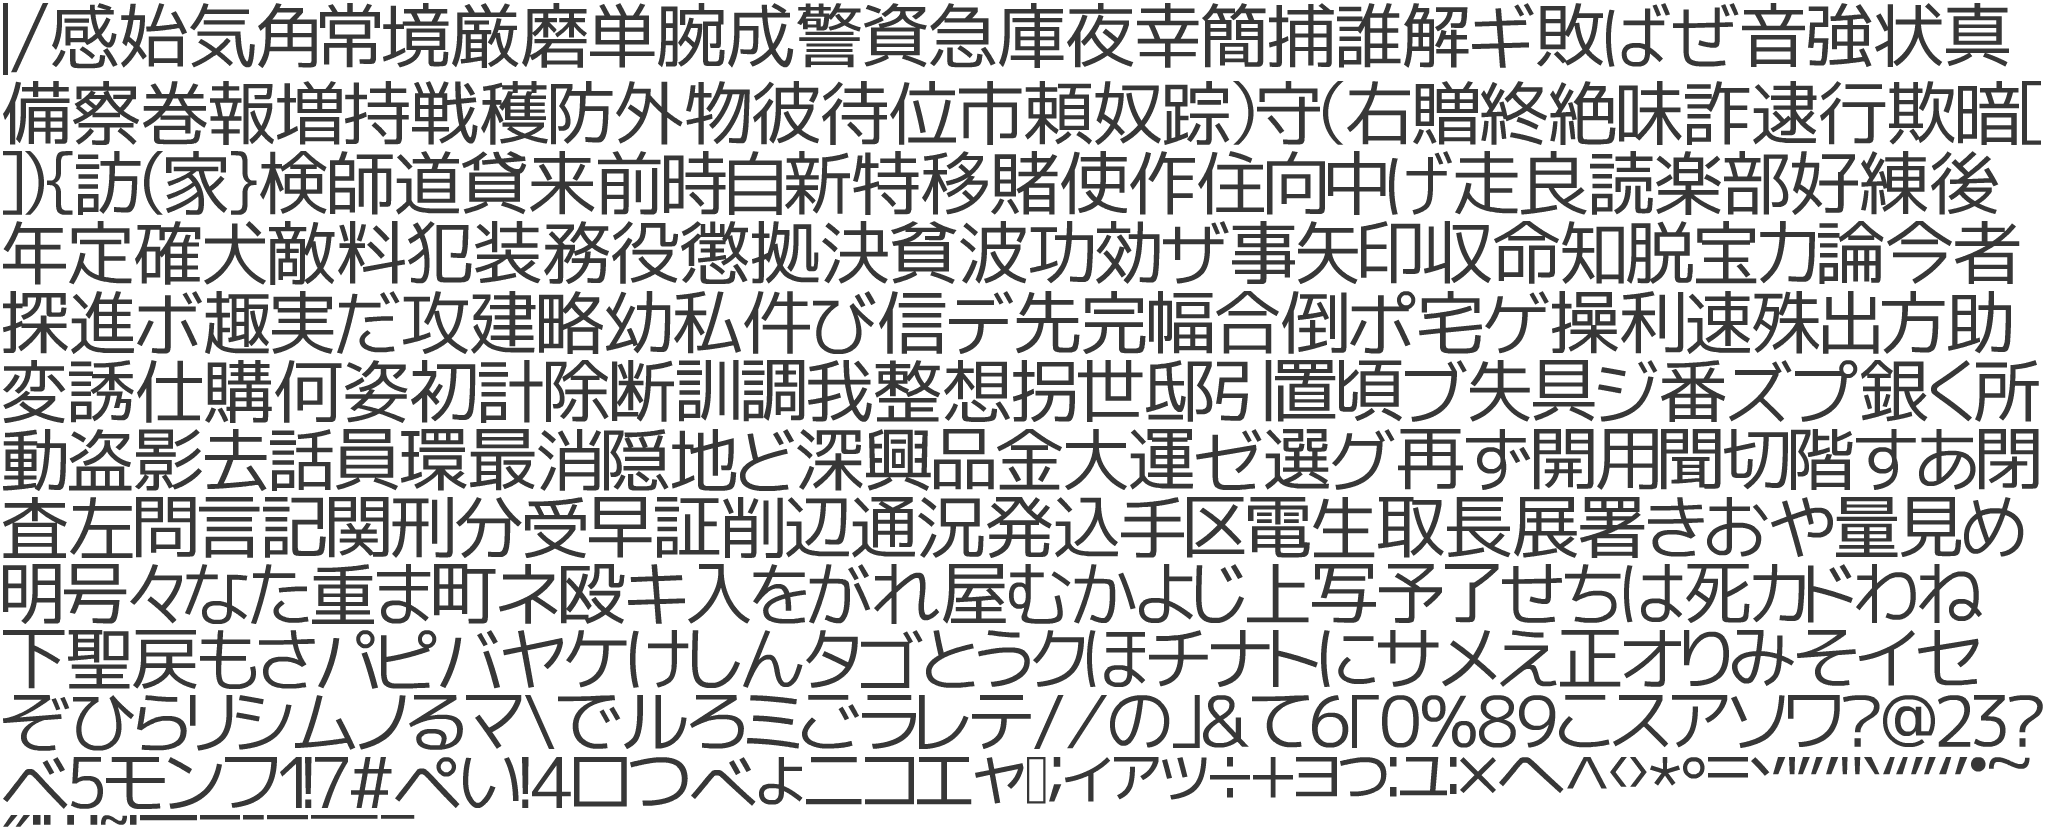 |/感始気角常境厳磨単腕成警資急庫夜幸簡捕誰解ギ敗ばぜ音強状真
備察巻報増持戦穫防外物彼待位市頼奴踪)守(右贈終絶味詐逮行欺暗[
]){訪(家}検師道貸来前時自新特移賭使作住向中げ走良読楽部好練後
年定確犬敵料犯装務役懲拠決貧波功効ザ事矢印収命知脱宝力論今者
探進ボ趣実だ攻建略幼私件び信デ先完幅合倒ポ宅ゲ操利速殊出方助
変誘仕購何姿初計除断訓調我整想拐世邸引置頃ブ失具ジ番ズプ銀く所
動盗影去話員環最消隠地ど深興品金大運ゼ選グ再ず開用聞切階すあ閉
査左問言記関刑分受早証削辺通況発込手区電生取長展署きおや量見め
明号々なた重ま町ネ殴キ入をがれ屋むかよじ上写予了せちは死カドわね
下聖戻もさパピバヤケけしんタゴとうクほチナトにサメえ正オりみそイセ
ぞひらリシムノるマ\でルろミごラレテ//の」&て6「0%89こスアソワ?@23?
べ5モンフ1!7#ぺい!4ロつべょニコエャ;ィァッ÷+ヨっ:ユ:×へ^‹›*°=